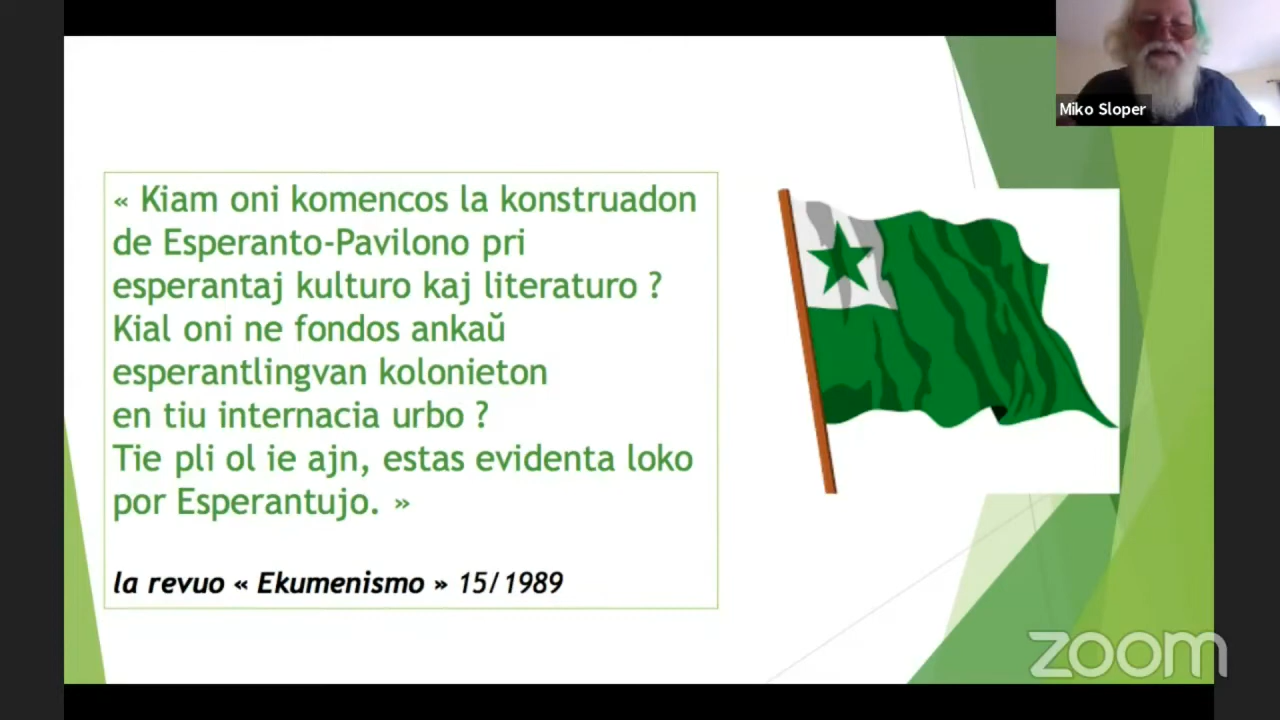 Miko Sloper
« Kiam oni komencos la konstruadon
de Esperanto-Pavilono pri
esperantaj kulturo kaj literaturo ?
Kial oni ne fondos ankaŭ
esperantlingvan kolonieton
en tiu internacia urbo ?
Tie pli ol ie ajn, estas evidenta loko
por Esperantujo. »
la revuo « Ekumenismo » 15/1989
zoom